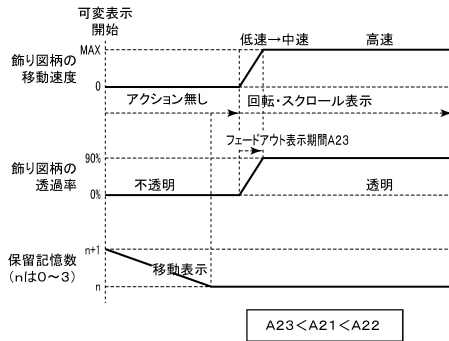 可変表示
開始
飾り図柄の
移動速度
MAX
0
低速→中速
高速
アクション無し
回転・スクロール表示
フェードアウト表示期間A23
飾り図柄の
透過率
90%
0%
不透明
透明
保留記憶数
(nは0～3)
n+1
n
移動表示
A23<A21<A22